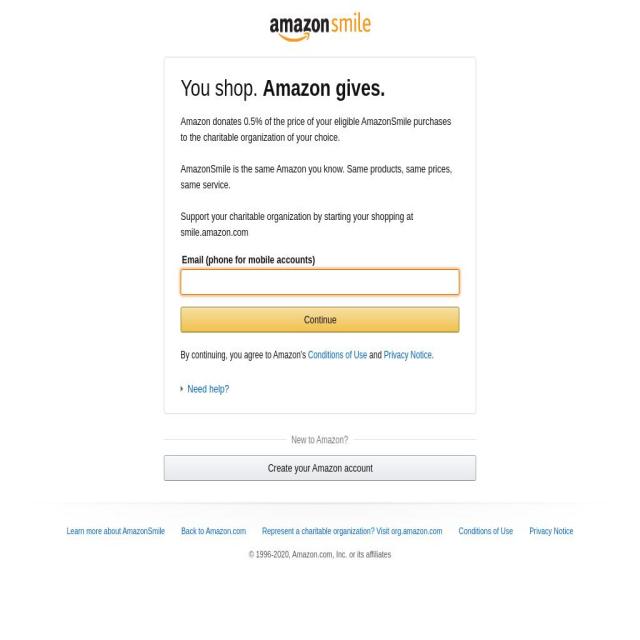 amazonsmile
You shop. Amazon gives.
Amazon donates 0.5% of the price of your eligible AmazonSmile purchases
to the charitable organization of your choice.
AmazonSmile is the same Amazon you know. Same products, same prices,
same service.
Support your charitable organization by starting your shopping at
smile.amazon.com
Email (phone for mobile accounts)
Continue
By continuing, you agree to Amazon's Conditions of Use and Privacy Notice.
Need help?
New to Amazon?
Create your Amazon account
Learn more about AmazonSmile Back to Amazon.com Represent a charitable organization? Visit org.amazon.com Conditions of Use Privacy Notice
© 1996-2020, Amazon.com, Inc. or its affiliates